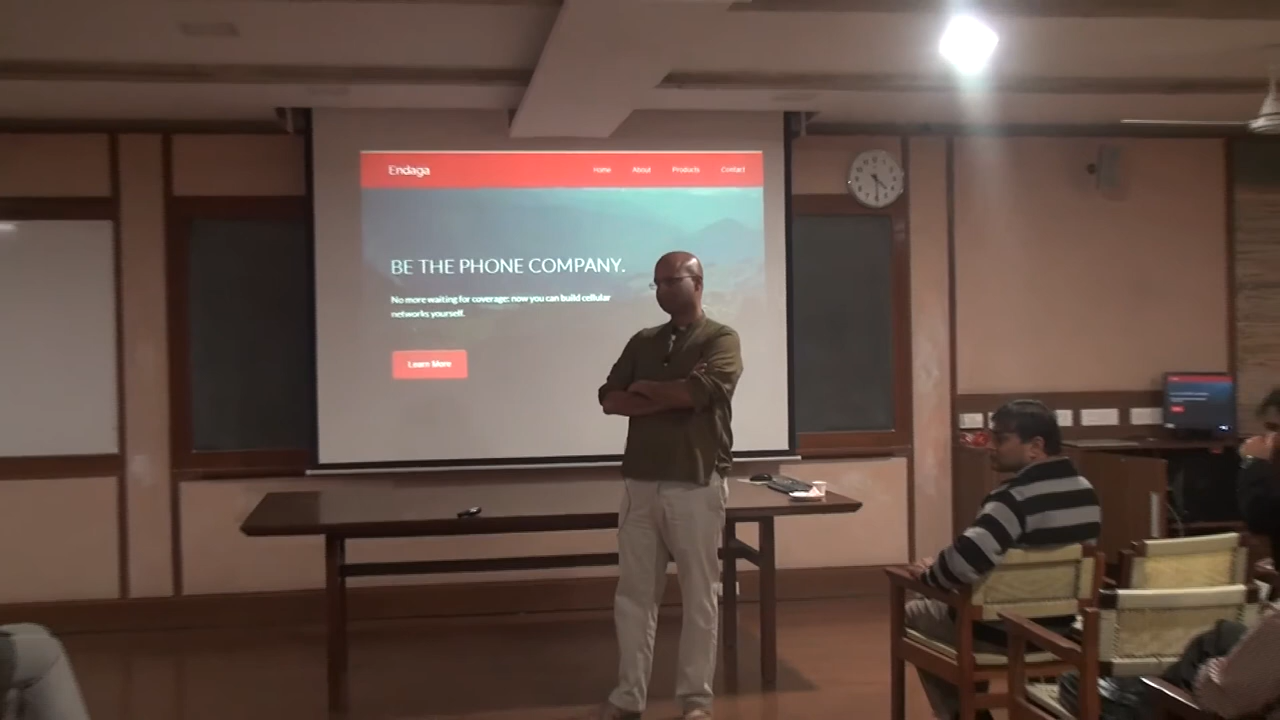 Endaga Home About Products Contact
BE THE PHONE COMPANY.
No more waiting for coverage: now you can build cellular
networks yourself.
Learn More